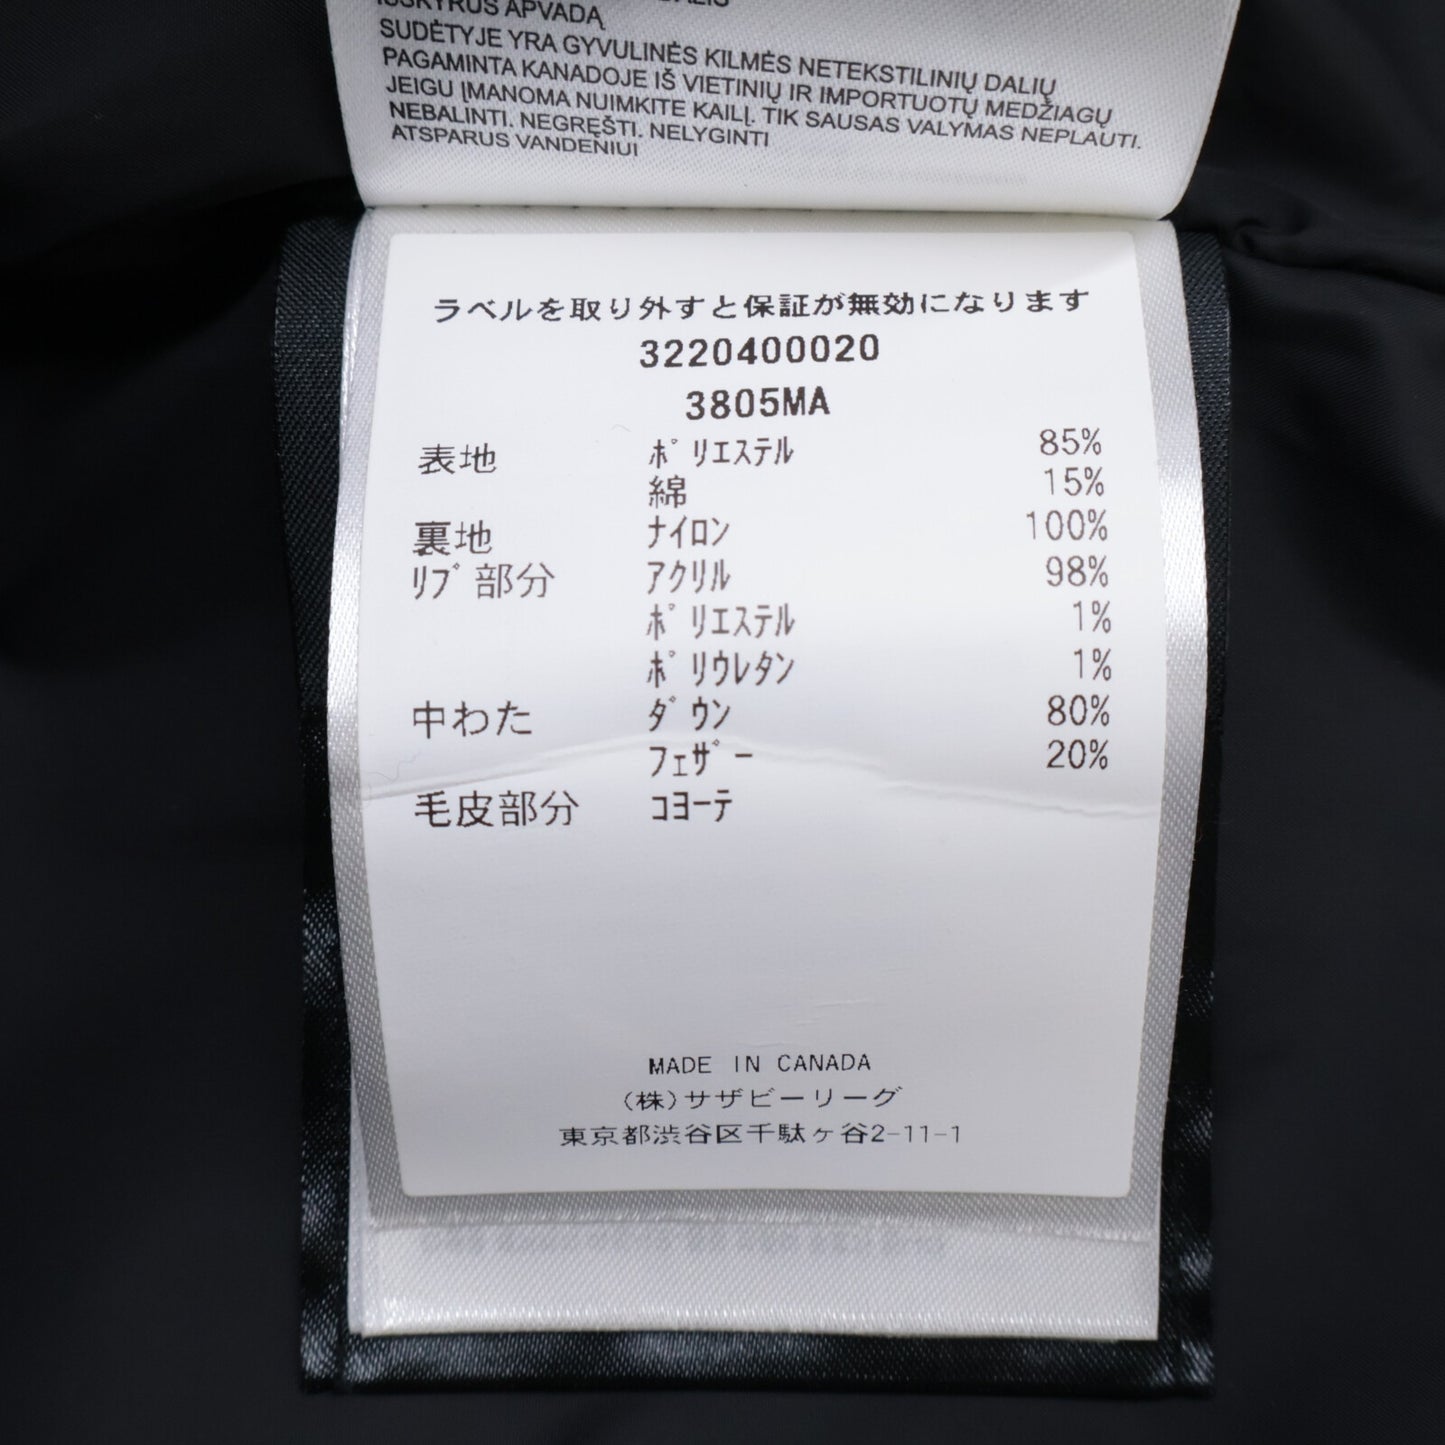 IŠSKYRUS APVADĄ
SUDĖTYJE YRA GYVULINĖS KILMĖS NETEKSTILINIŲ DALIŲ
PAGAMINTA KANADOJE IŠ VIETINIŲ IR IMPORTUOTŲ MEDŽIAGŲ
JEIGU ĮMANOMA NUIMKITE KAILĮ. TIK SAUSAS VALYMAS NEPLAUTI.
NEBALINTI. NEGRĘŠTI. NELYGINTI
ATSPARUS VANDENIUI
ラベルを取り外すと保証が無効になります
3220400020
3805MA
表地 ﾎﾟﾘｴｽﾃﾙ 85%
綿 15%
裏地 ﾅｲﾛﾝ 100%
ﾘﾌﾞ部分 ｱｸﾘﾙ 98%
ﾎﾟﾘｴｽﾃﾙ 1%
ﾎﾟﾘｳﾚﾀﾝ 1%
中わた ﾀﾞｳﾝ 80%
ﾌｪｻﾞｰ 20%
毛皮部分 ｺﾖｰﾃ
MADE IN CANADA
(株)サザビーリーグ
東京都渋谷区千駄ヶ谷2-11-1